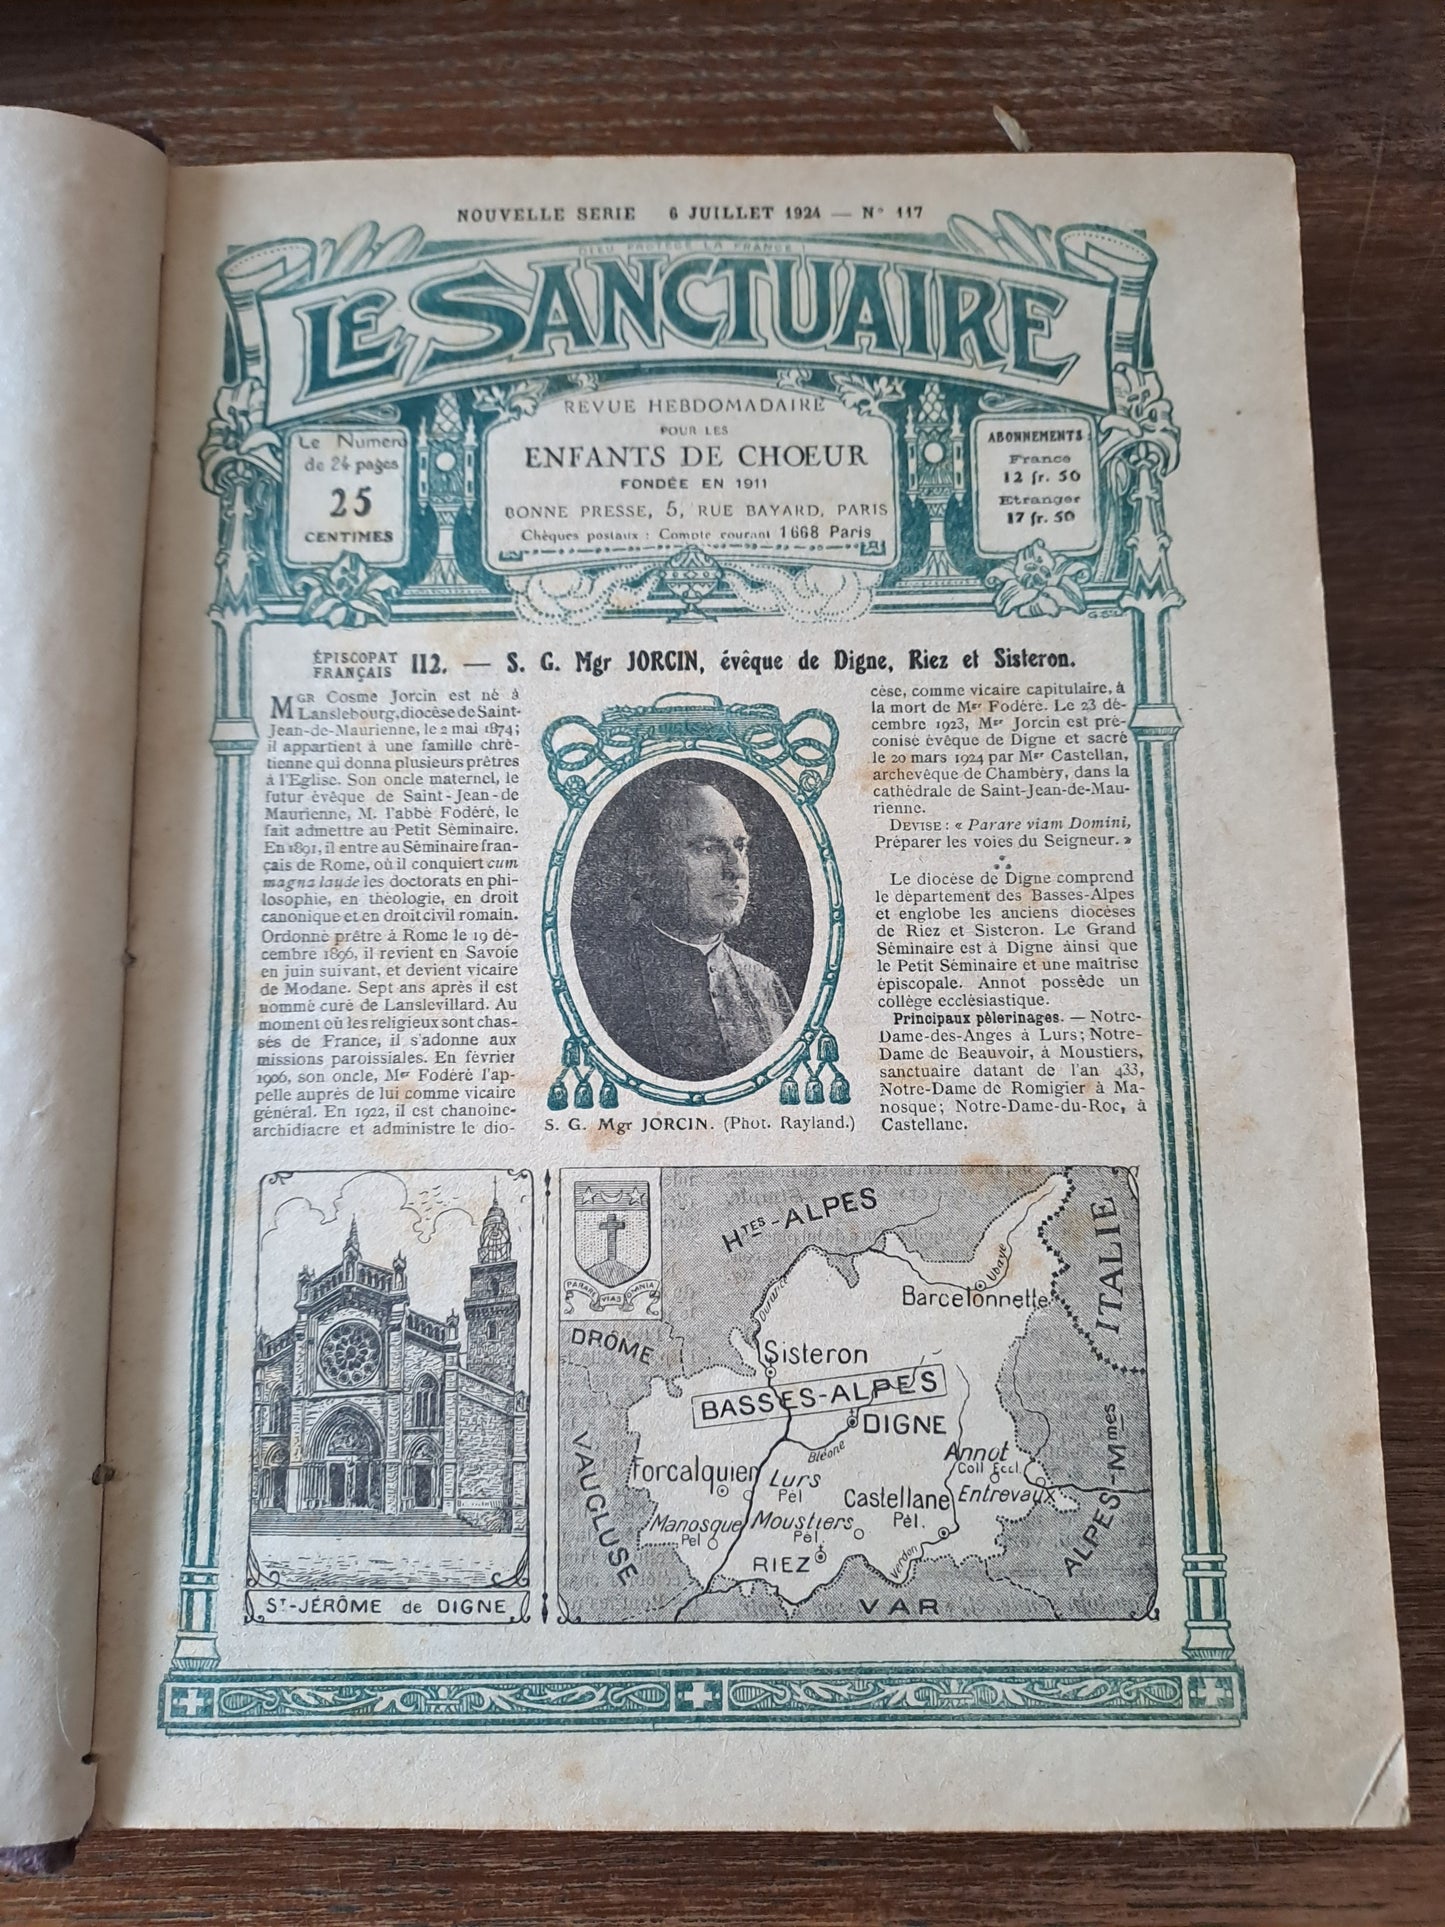 NOUVELLE SERIE 6 JUILLET 1924 — N° 117
DIEU PROTÈGE LA FRANCE !
LE SANCTUAIRE
REVUE HEBDOMADAIRE
POUR LES
ENFANTS DE CHŒUR
FONDÉE EN 1911
BONNE PRESSE, 5, RUE BAYARD, PARIS
Chèques postaux : Compte courant 1668 Paris
Le Numero
de 24 pages
25
CENTIMES
ABONNEMENTS :
France
12 fr. 50
Etranger
17 fr. 50
ÉPISCOPAT
FRANÇAIS
112. — S. G. Mgr JORCIN, évêque de Digne, Riez et Sisteron.
MGR Cosme Jorcin est né à
Lanslebourg, diocèse de Saint-
Jean-de-Maurienne, le 2 mai 1874;
il appartient à une famille chré-
tienne qui donna plusieurs prêtres
à l'Eglise. Son oncle maternel, le
futur évêque de Saint-Jean-de
Maurienne, M. l'abbé Fodéré, le
fait admettre au Petit Séminaire.
En 1891, il entre au Séminaire fran-
çais de Rome, où il conquiert cum
magna laude les doctorats en phi-
losophie, en théologie, en droit
canonique et en droit civil romain.
Ordonné prêtre à Rome le 19 dé-
cembre 1896, il revient en Savoie
en juin suivant, et devient vicaire
de Modane. Sept ans après il est
nommé curé de Lanslevillard. Au
moment où les religieux sont chas-
sés de France, il s'adonne aux
missions paroissiales. En février
1906, son oncle, Mgr Fodéré l'ap-
pelle auprès de lui comme vicaire
général. En 1922, il est chanoine-
archidiacre et administre le dio-
S. G. Mgr JORCIN. (Phot. Rayland.)
cèse, comme vicaire capitulaire, à
la mort de Mgr Fodéré. Le 23 dé-
cembre 1923, Mgr Jorcin est pré-
conisé évêque de Digne et sacré
le 20 mars 1924 par Mgr Castellan,
archevêque de Chambéry, dans la
cathédrale de Saint-Jean-de-Mau-
rienne.
DEVISE : « Parare viam Domini,
Préparer les voies du Seigneur. »
Le diocèse de Digne comprend
le département des Basses-Alpes
et englobe les anciens diocèses
de Riez et Sisteron. Le Grand
Séminaire est à Digne ainsi que
le Petit Séminaire et une maîtrise
épiscopale. Annot possède un
collège ecclésiastique.
Principaux pèlerinages. — Notre-
Dame-des-Anges à Lurs; Notre-
Dame de Beauvoir, à Moustiers,
sanctuaire datant de l'an 433,
Notre-Dame de Romigier à Ma-
nosque; Notre-Dame-du-Roc, à
Castellane.
ST-JÉRÔME de DIGNE
PARARE VIAS OMNIA
HTES-ALPES
ITALIE
Ubaye
Barcelonnette
Durance
DRÔME
Sisteron
BASSES-ALPES
DIGNE
Bléone
VAUCLUSE
Forcalquier
Lurs
Pèl
Annot
Coll Eccl.
Castellane
Pèl.
Entrevaux
Manosque
Pel
Moustiers
Pèl.
RIEZ
Verdon
ALPES-Mmes
VAR